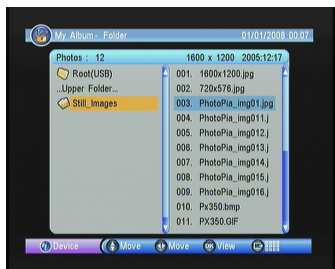 My Album- Folder 01/01/2008 00:07
Photos : 12 1600 x 1200 2005:12:17
Root(USB)
...Upper Folder...
Still_Images
001. 1600x1200.jpg
002. 720x576.jpg
003. PhotoPia_img01.jpg
004. PhotoPia_img011.j
005. PhotoPia_img012.j
006. PhotoPia_img013.j
007. PhotoPia_img014.j
008. PhotoPia_img015.j
009. PhotoPia_img016.j
010. Px350.bmp
011. PX350.GIF
Device Move Move OK View